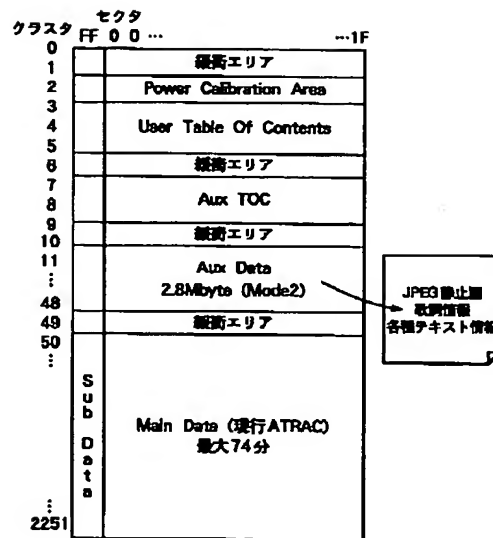 セクタ
クラスタ FF 0 0 … …1F
0
1
緩衝エリア
2
Power Calibration Area
3
4
User Table Of Contents
5
6
緩衝エリア
7
8
Aux TOC
9
緩衝エリア
10
11
Aux Data
⋮
2.8Mbyte (Mode2)
48
49
緩衝エリア
50
⋮
JPEG静止画
歌詞情報
各種テキスト情報
Sub Data
Main Data (現行ATRAC)
最大74分
⋮
2251